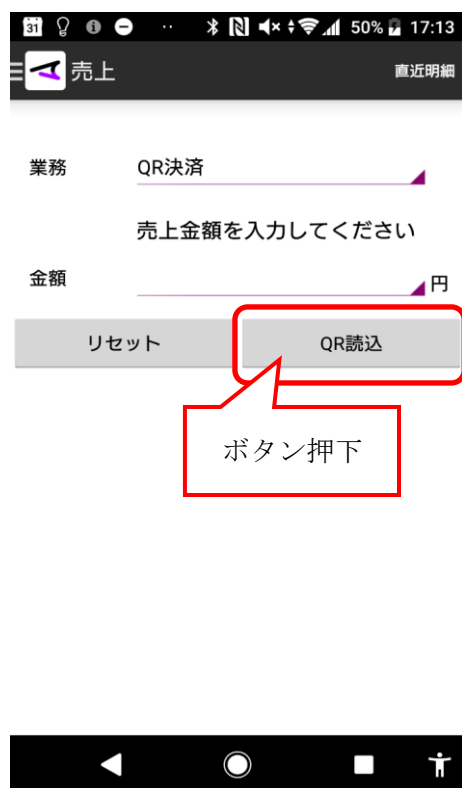 31 50% 17:13
売上 直近明細
業務 QR決済
売上金額を入力してください
金額 円
リセット QR読込
ボタン押下